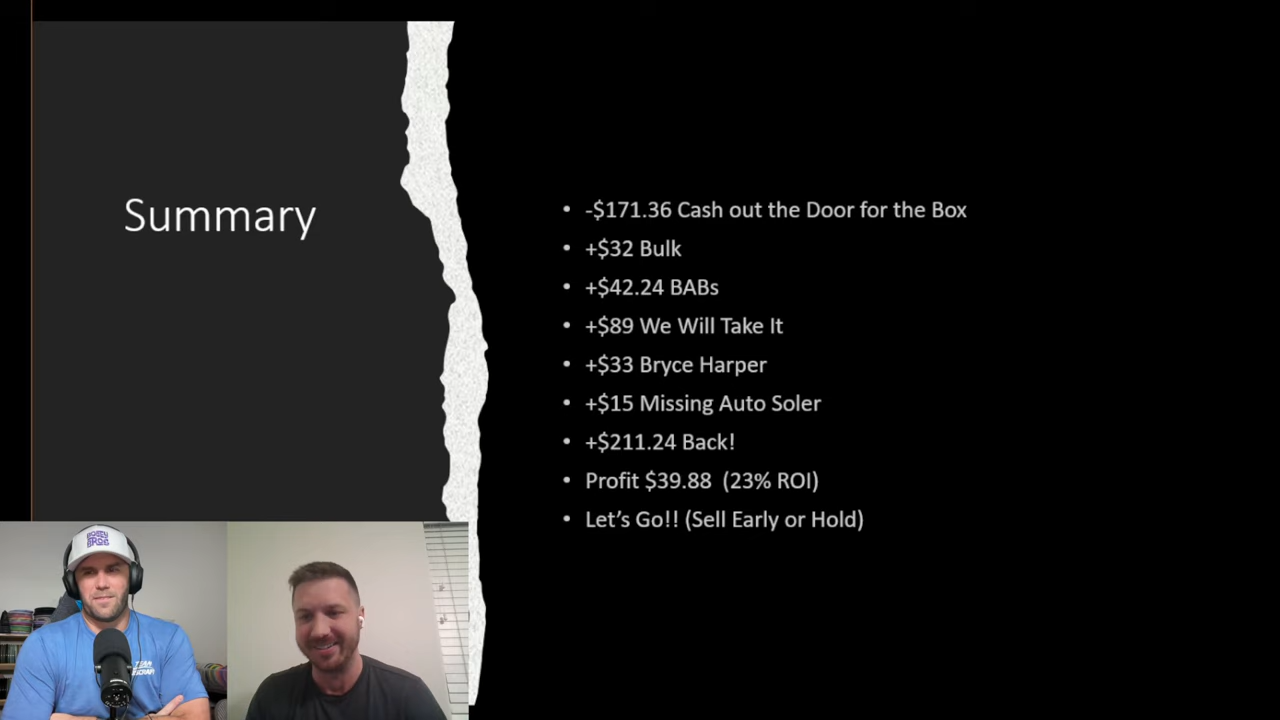 Summary
-$171.36 Cash out the Door for the Box
+$32 Bulk
+$42.24 BABs
+$89 We Will Take It
+$33 Bryce Harper
+$15 Missing Auto Soler
+$211.24 Back!
Profit $39.88 (23% ROI)
Let's Go!! (Sell Early or Hold)
TEAM